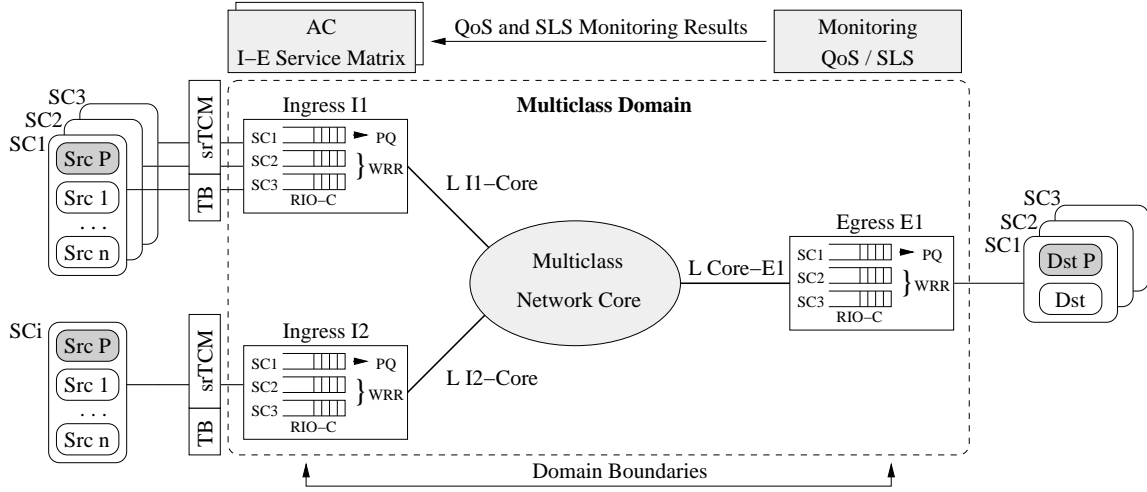 AC
I–E Service Matrix
QoS and SLS Monitoring Results
Monitoring
QoS / SLS
Multiclass Domain
SC3
SC2
SC1
Src P
Src 1
. . .
Src n
srTCM
TB
Ingress I1
SC1
SC2
SC3
PQ
WRR
RIO–C
L I1–Core
Multiclass
Network Core
L Core–E1
Egress E1
SC1
SC2
SC3
PQ
WRR
RIO–C
SC3
SC2
SC1
Dst P
Dst
SCi
Src P
Src 1
. . .
Src n
srTCM
TB
Ingress I2
SC1
SC2
SC3
PQ
WRR
RIO–C
L I2–Core
Domain Boundaries